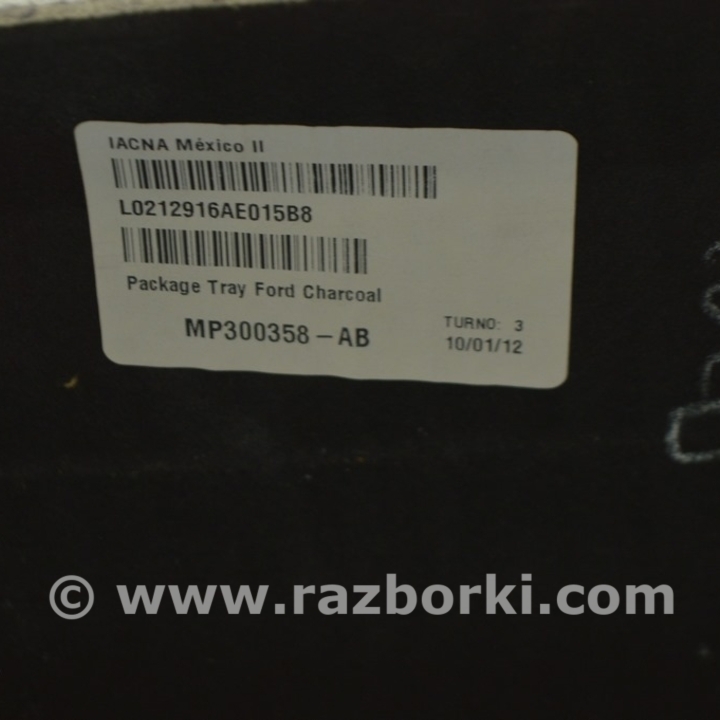 IACNA México II
L0212916AE015B8
Package Tray Ford Charcoal
MP300358-AB
TURNO: 3
10/01/12
© www.razborki.com